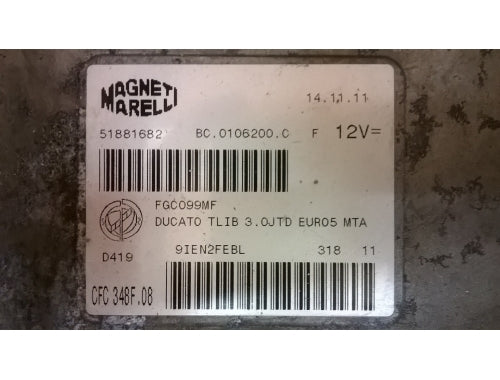 MAGNETI
MARELLI
14.11.11
51881682 BC.0106200.C F 12V=
FGC099MF
DUCATO TLIB 3.0JTD EURO5 MTA
D419 9IEN2FEBL 318 11
CFC 348F.08